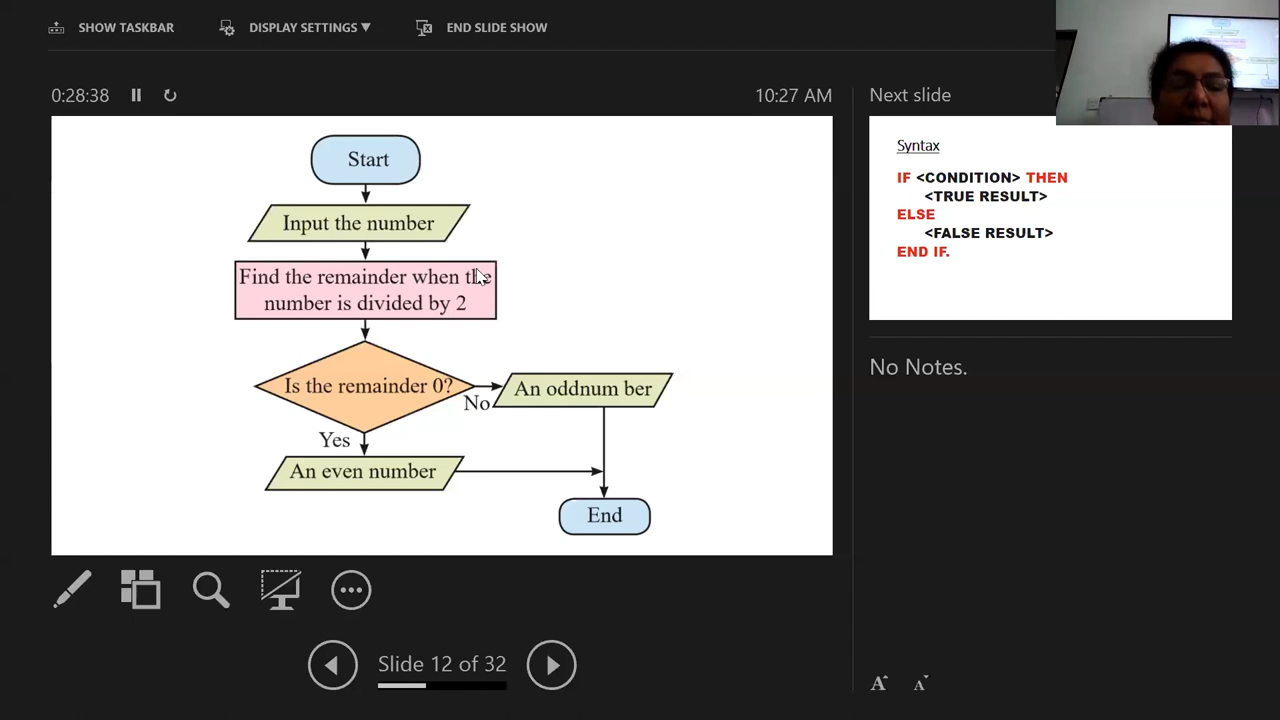 SHOW TASKBAR
DISPLAY SETTINGS ▼
END SLIDE SHOW
0:28:38
10:27 AM
Next slide
Start
Input the number
Find the remainder when the
number is divided by 2
Is the remainder 0?
No
An oddnum ber
Yes
An even number
End
Syntax
IF <CONDITION> THEN
<TRUE RESULT>
ELSE
<FALSE RESULT>
END IF.
No Notes.
Slide 12 of 32
A A